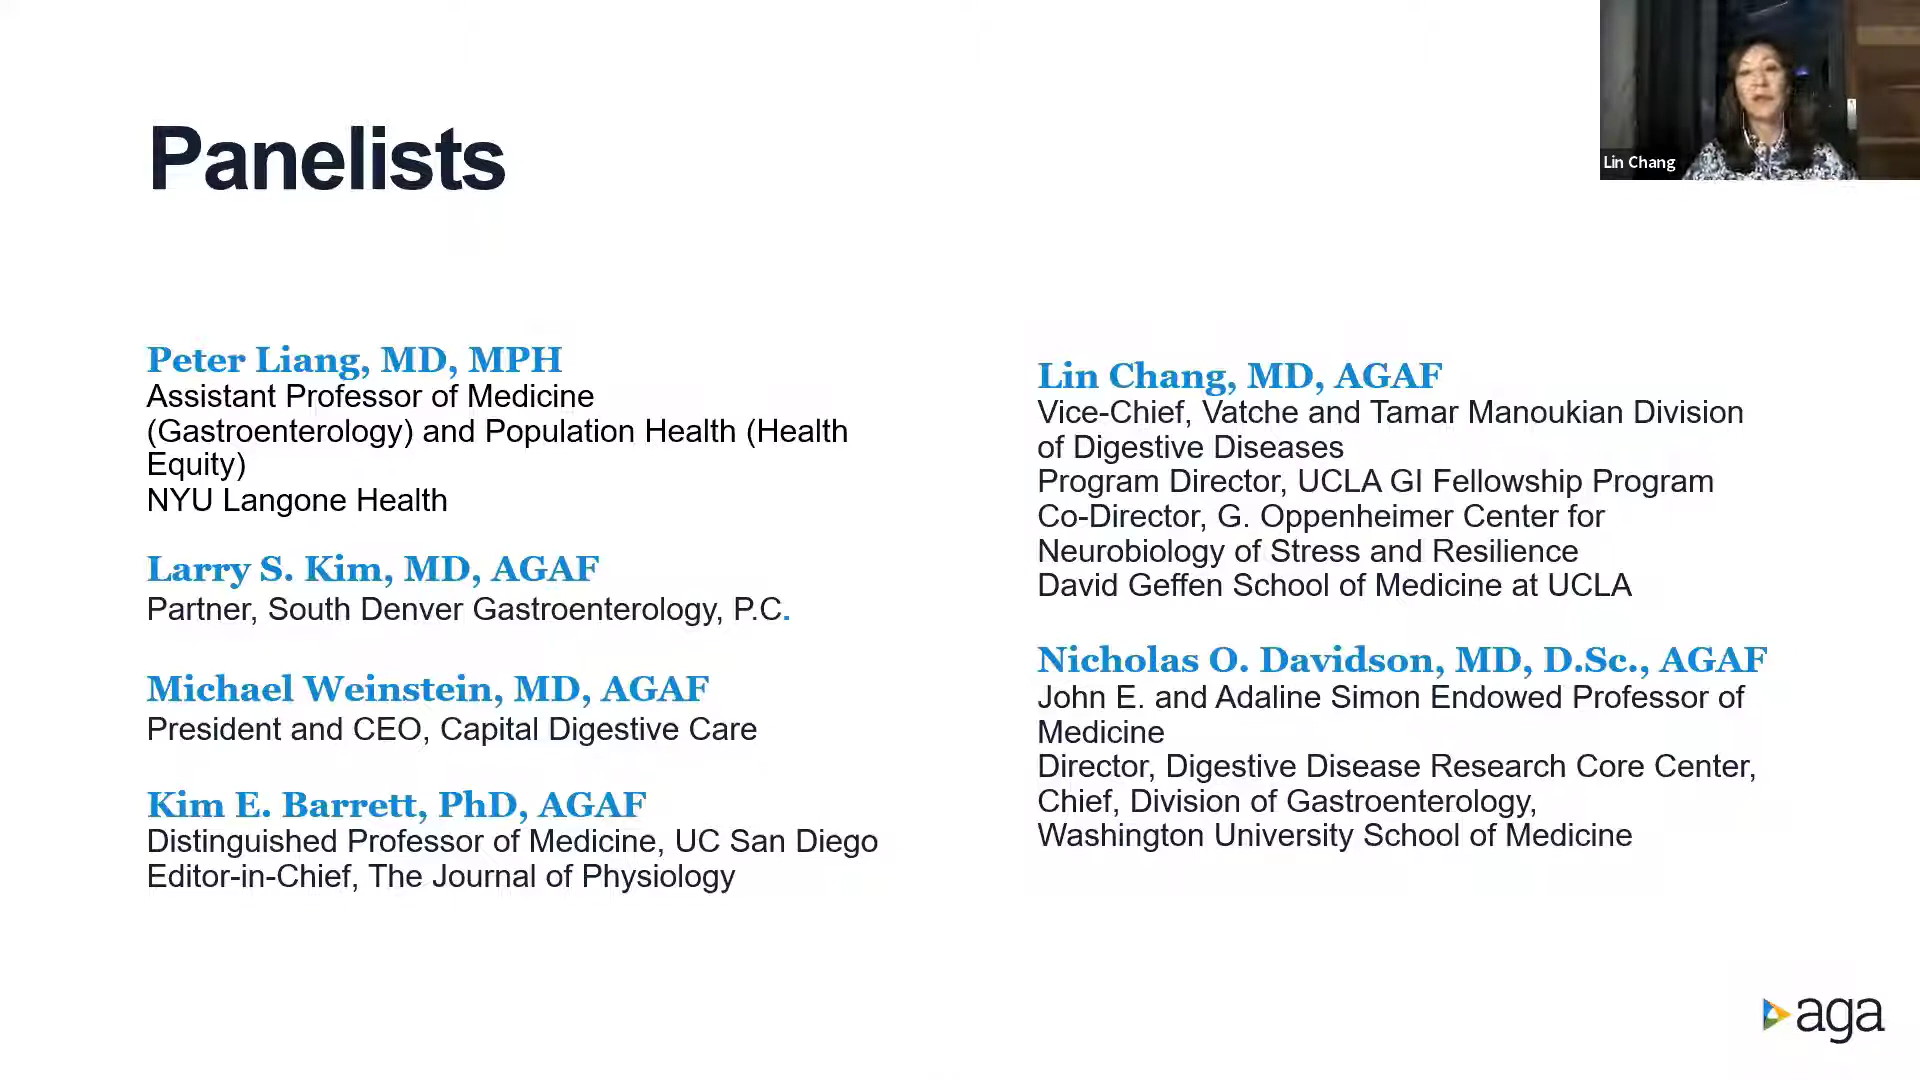 Panelists
Lin Chang
Peter Liang, MD, MPH
Assistant Professor of Medicine
(Gastroenterology) and Population Health (Health
Equity)
NYU Langone Health
Larry S. Kim, MD, AGAF
Partner, South Denver Gastroenterology, P.C.
Michael Weinstein, MD, AGAF
President and CEO, Capital Digestive Care
Kim E. Barrett, PhD, AGAF
Distinguished Professor of Medicine, UC San Diego
Editor-in-Chief, The Journal of Physiology
Lin Chang, MD, AGAF
Vice-Chief, Vatche and Tamar Manoukian Division
of Digestive Diseases
Program Director, UCLA GI Fellowship Program
Co-Director, G. Oppenheimer Center for
Neurobiology of Stress and Resilience
David Geffen School of Medicine at UCLA
Nicholas O. Davidson, MD, D.Sc., AGAF
John E. and Adaline Simon Endowed Professor of
Medicine
Director, Digestive Disease Research Core Center,
Chief, Division of Gastroenterology,
Washington University School of Medicine
aga